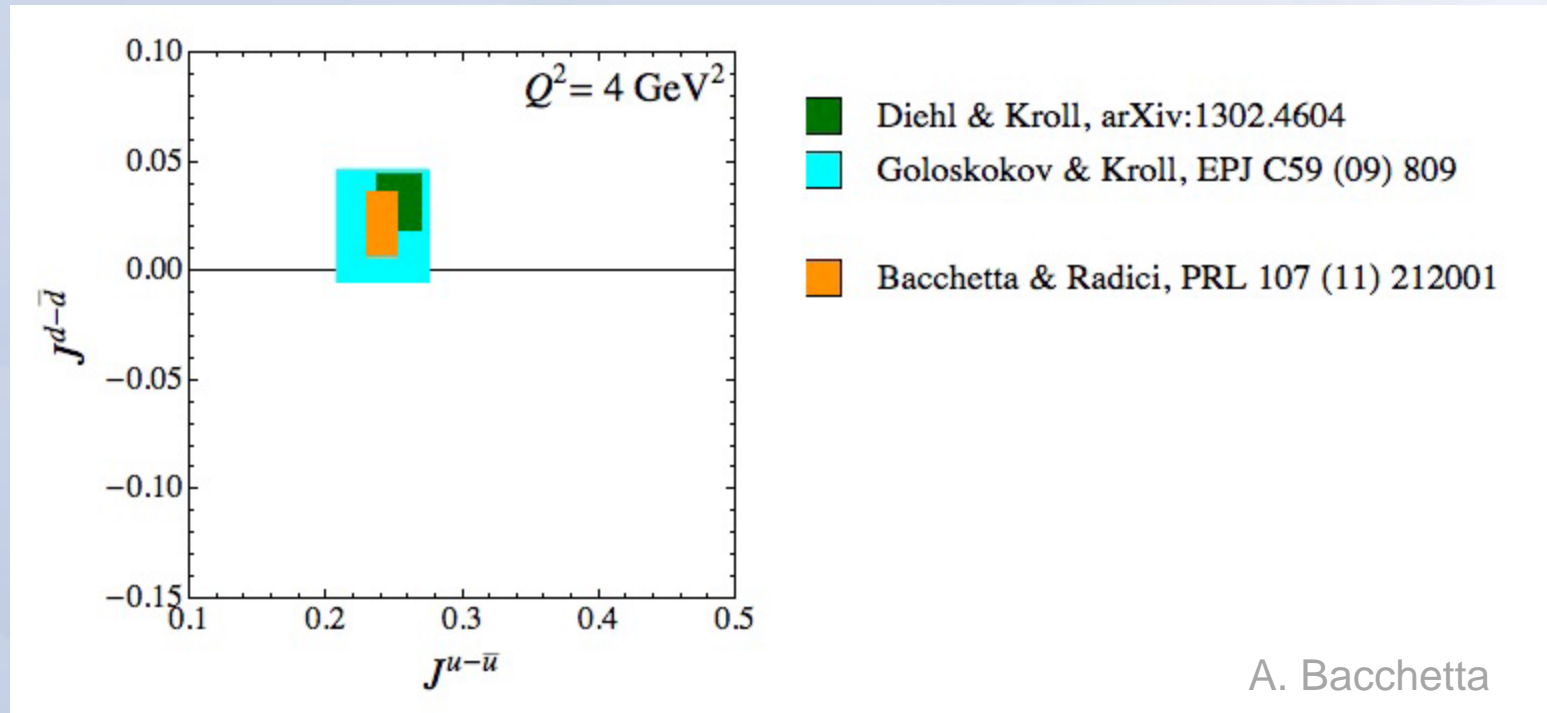 0.10
Q² = 4 GeV²
0.05
0.00
−0.05
−0.10
−0.15
J^{d−d̄}
0.1 0.2 0.3 0.4 0.5
J^{u−ū}
Diehl & Kroll, arXiv:1302.4604
Goloskokov & Kroll, EPJ C59 (09) 809
Bacchetta & Radici, PRL 107 (11) 212001
A. Bacchetta